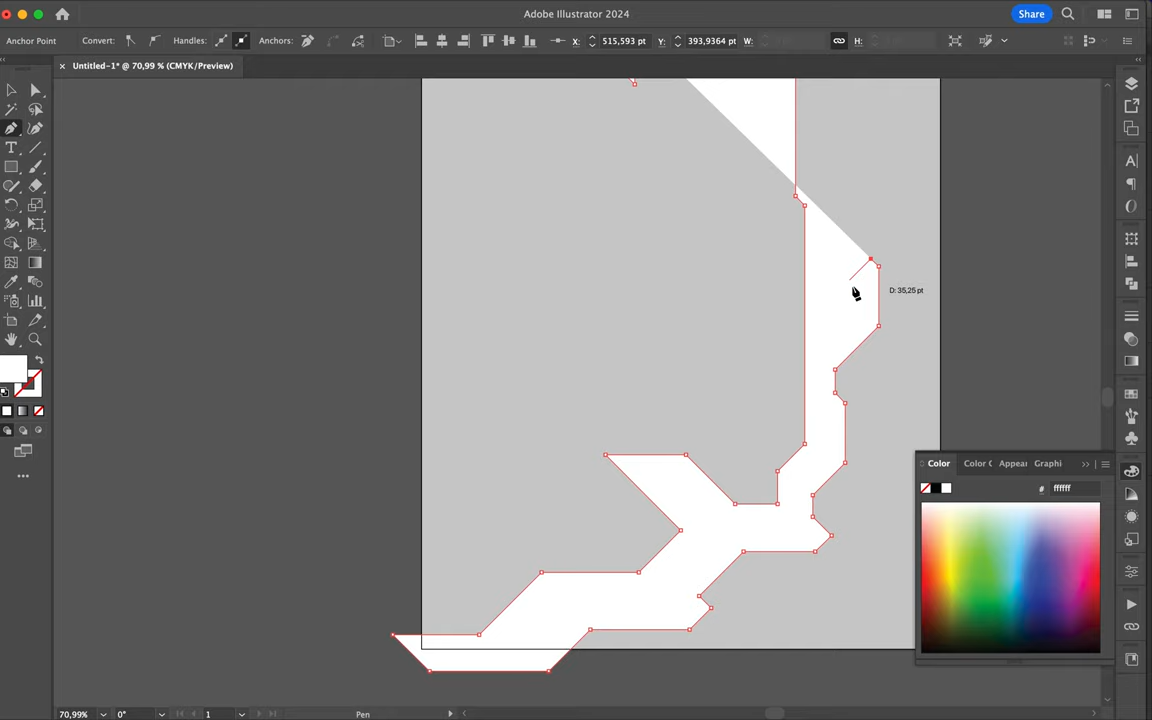 Adobe Illustrator 2024
Share
Anchor Point
Convert:
Handles:
Anchors:
X:
515,593 pt
Y:
393,9364 pt
W:
H:
Untitled-1* @ 70,99 % (CMYK/Preview)
D: 35,25 pt
Color
Color C
Appear
Graphi
#
ffffff
70,99%
0°
1
Pen